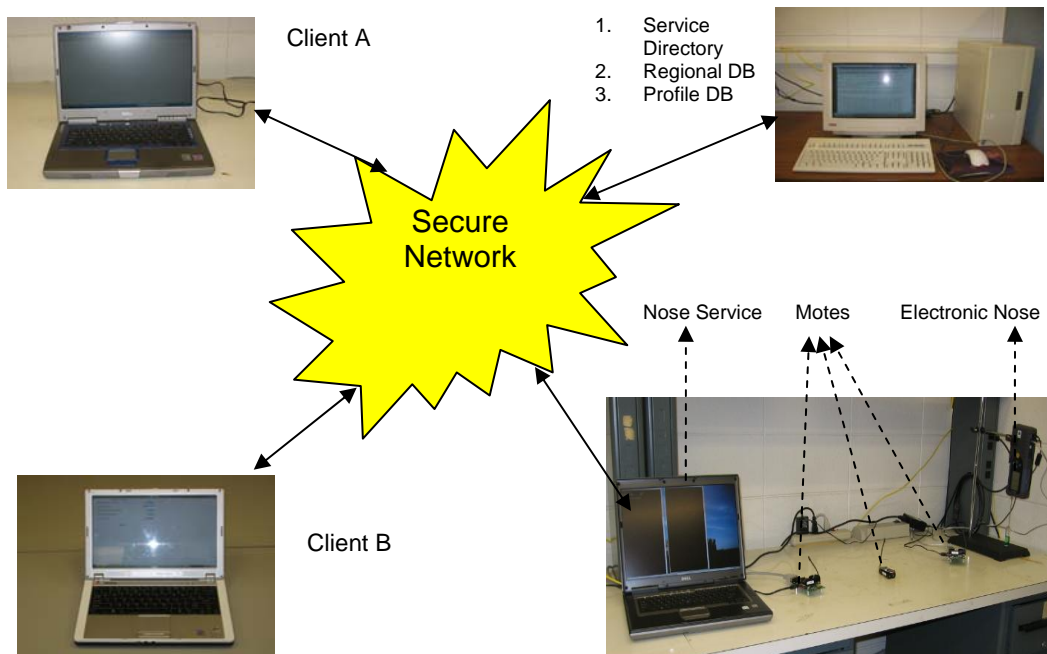 Client A
1. Service
Directory
2. Regional DB
3. Profile DB
Secure
Network
Nose Service Motes Electronic Nose
Client B